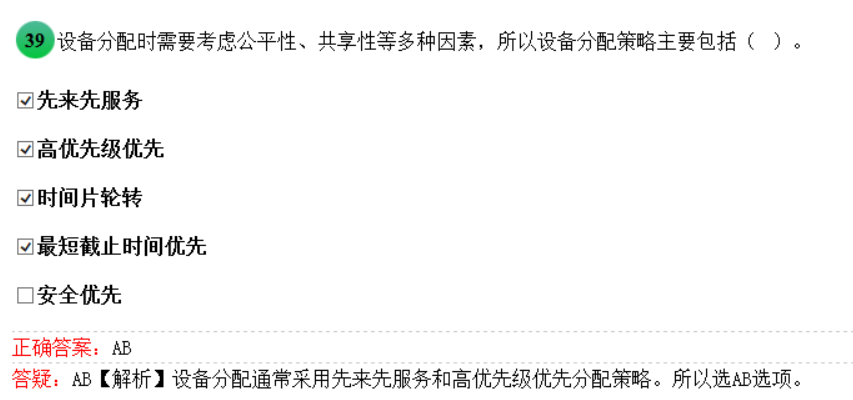 39 设备分配时需要考虑公平性、共享性等多种因素，所以设备分配策略主要包括（ ）。
先来先服务
高优先级优先
时间片轮转
最短截止时间优先
安全优先
正确答案：AB
答疑：AB【解析】设备分配通常采用先来先服务和高优先级优先分配策略。所以选AB选项。